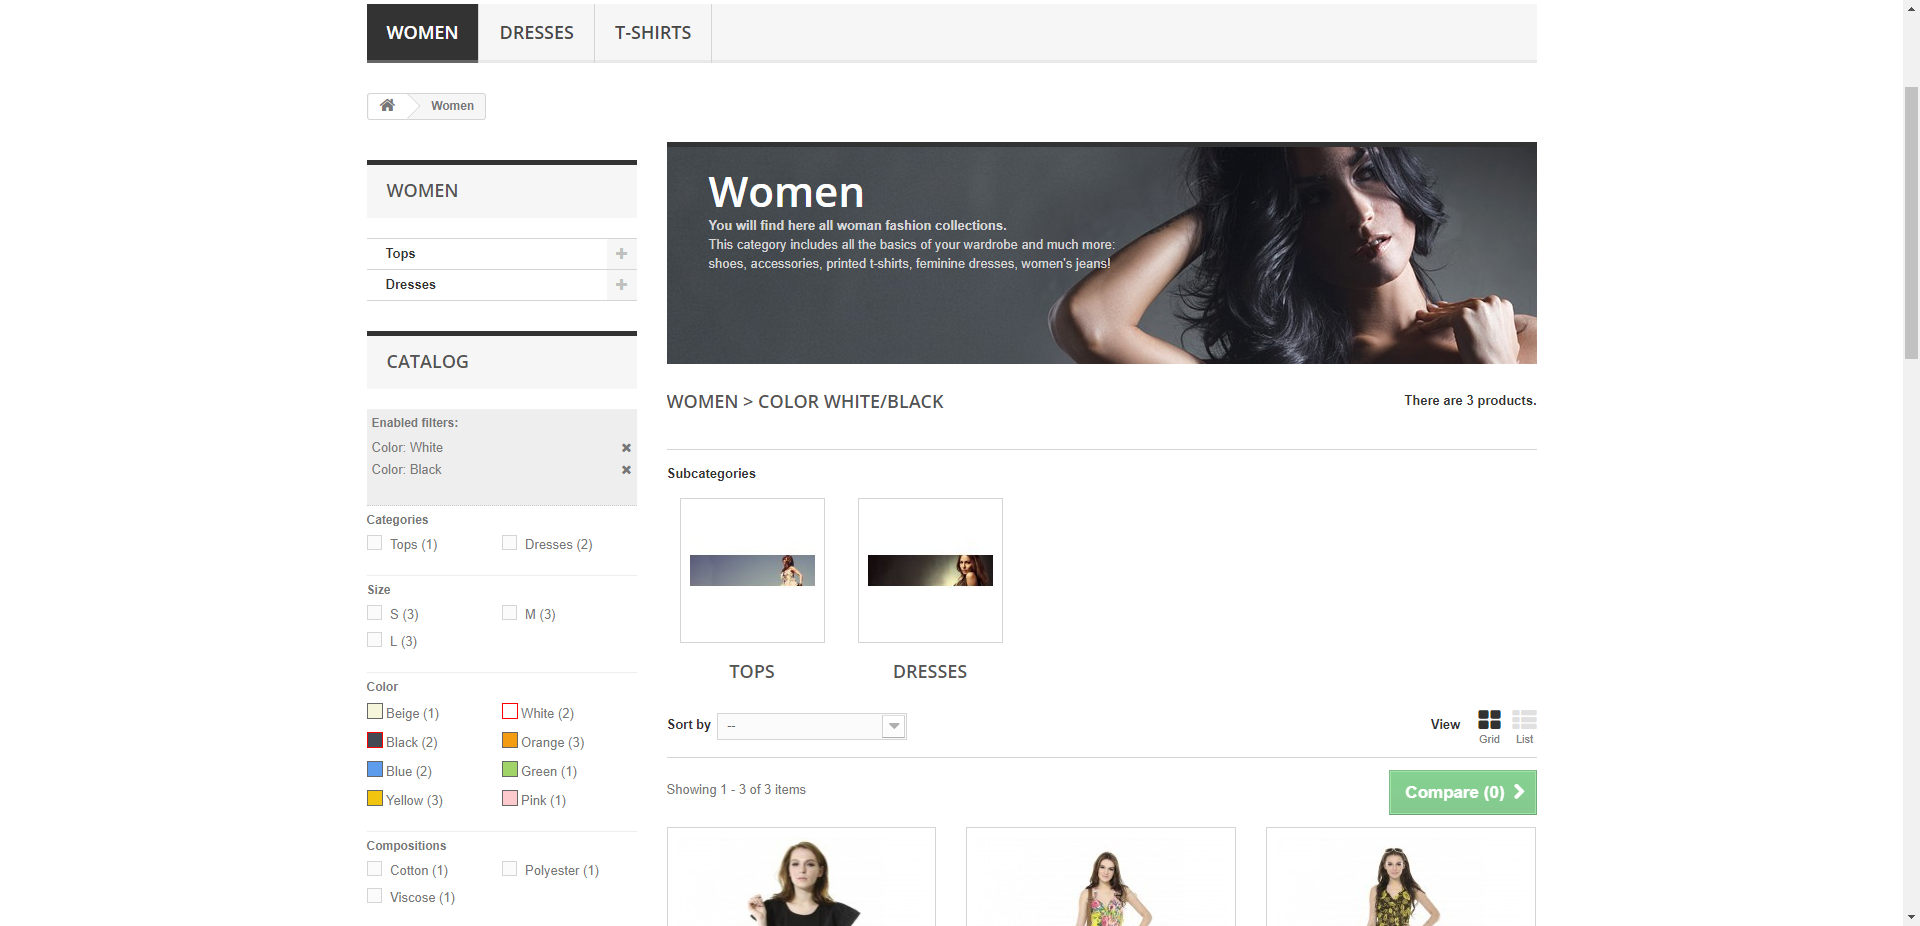 WOMEN DRESSES T-SHIRTS
Women
WOMEN
Tops
Dresses
CATALOG
Enabled filters:
Color: White
Color: Black
Categories
Tops (1) Dresses (2)
Size
S (3) M (3)
L (3)
Color
Beige (1) White (2)
Black (2) Orange (3)
Blue (2) Green (1)
Yellow (3) Pink (1)
Compositions
Cotton (1) Polyester (1)
Viscose (1)
Women
You will find here all woman fashion collections.
This category includes all the basics of your wardrobe and much more:
shoes, accessories, printed t-shirts, feminine dresses, women's jeans!
WOMEN > COLOR WHITE/BLACK There are 3 products.
Subcategories
TOPS DRESSES
Sort by -- View Grid List
Showing 1 - 3 of 3 items Compare (0)